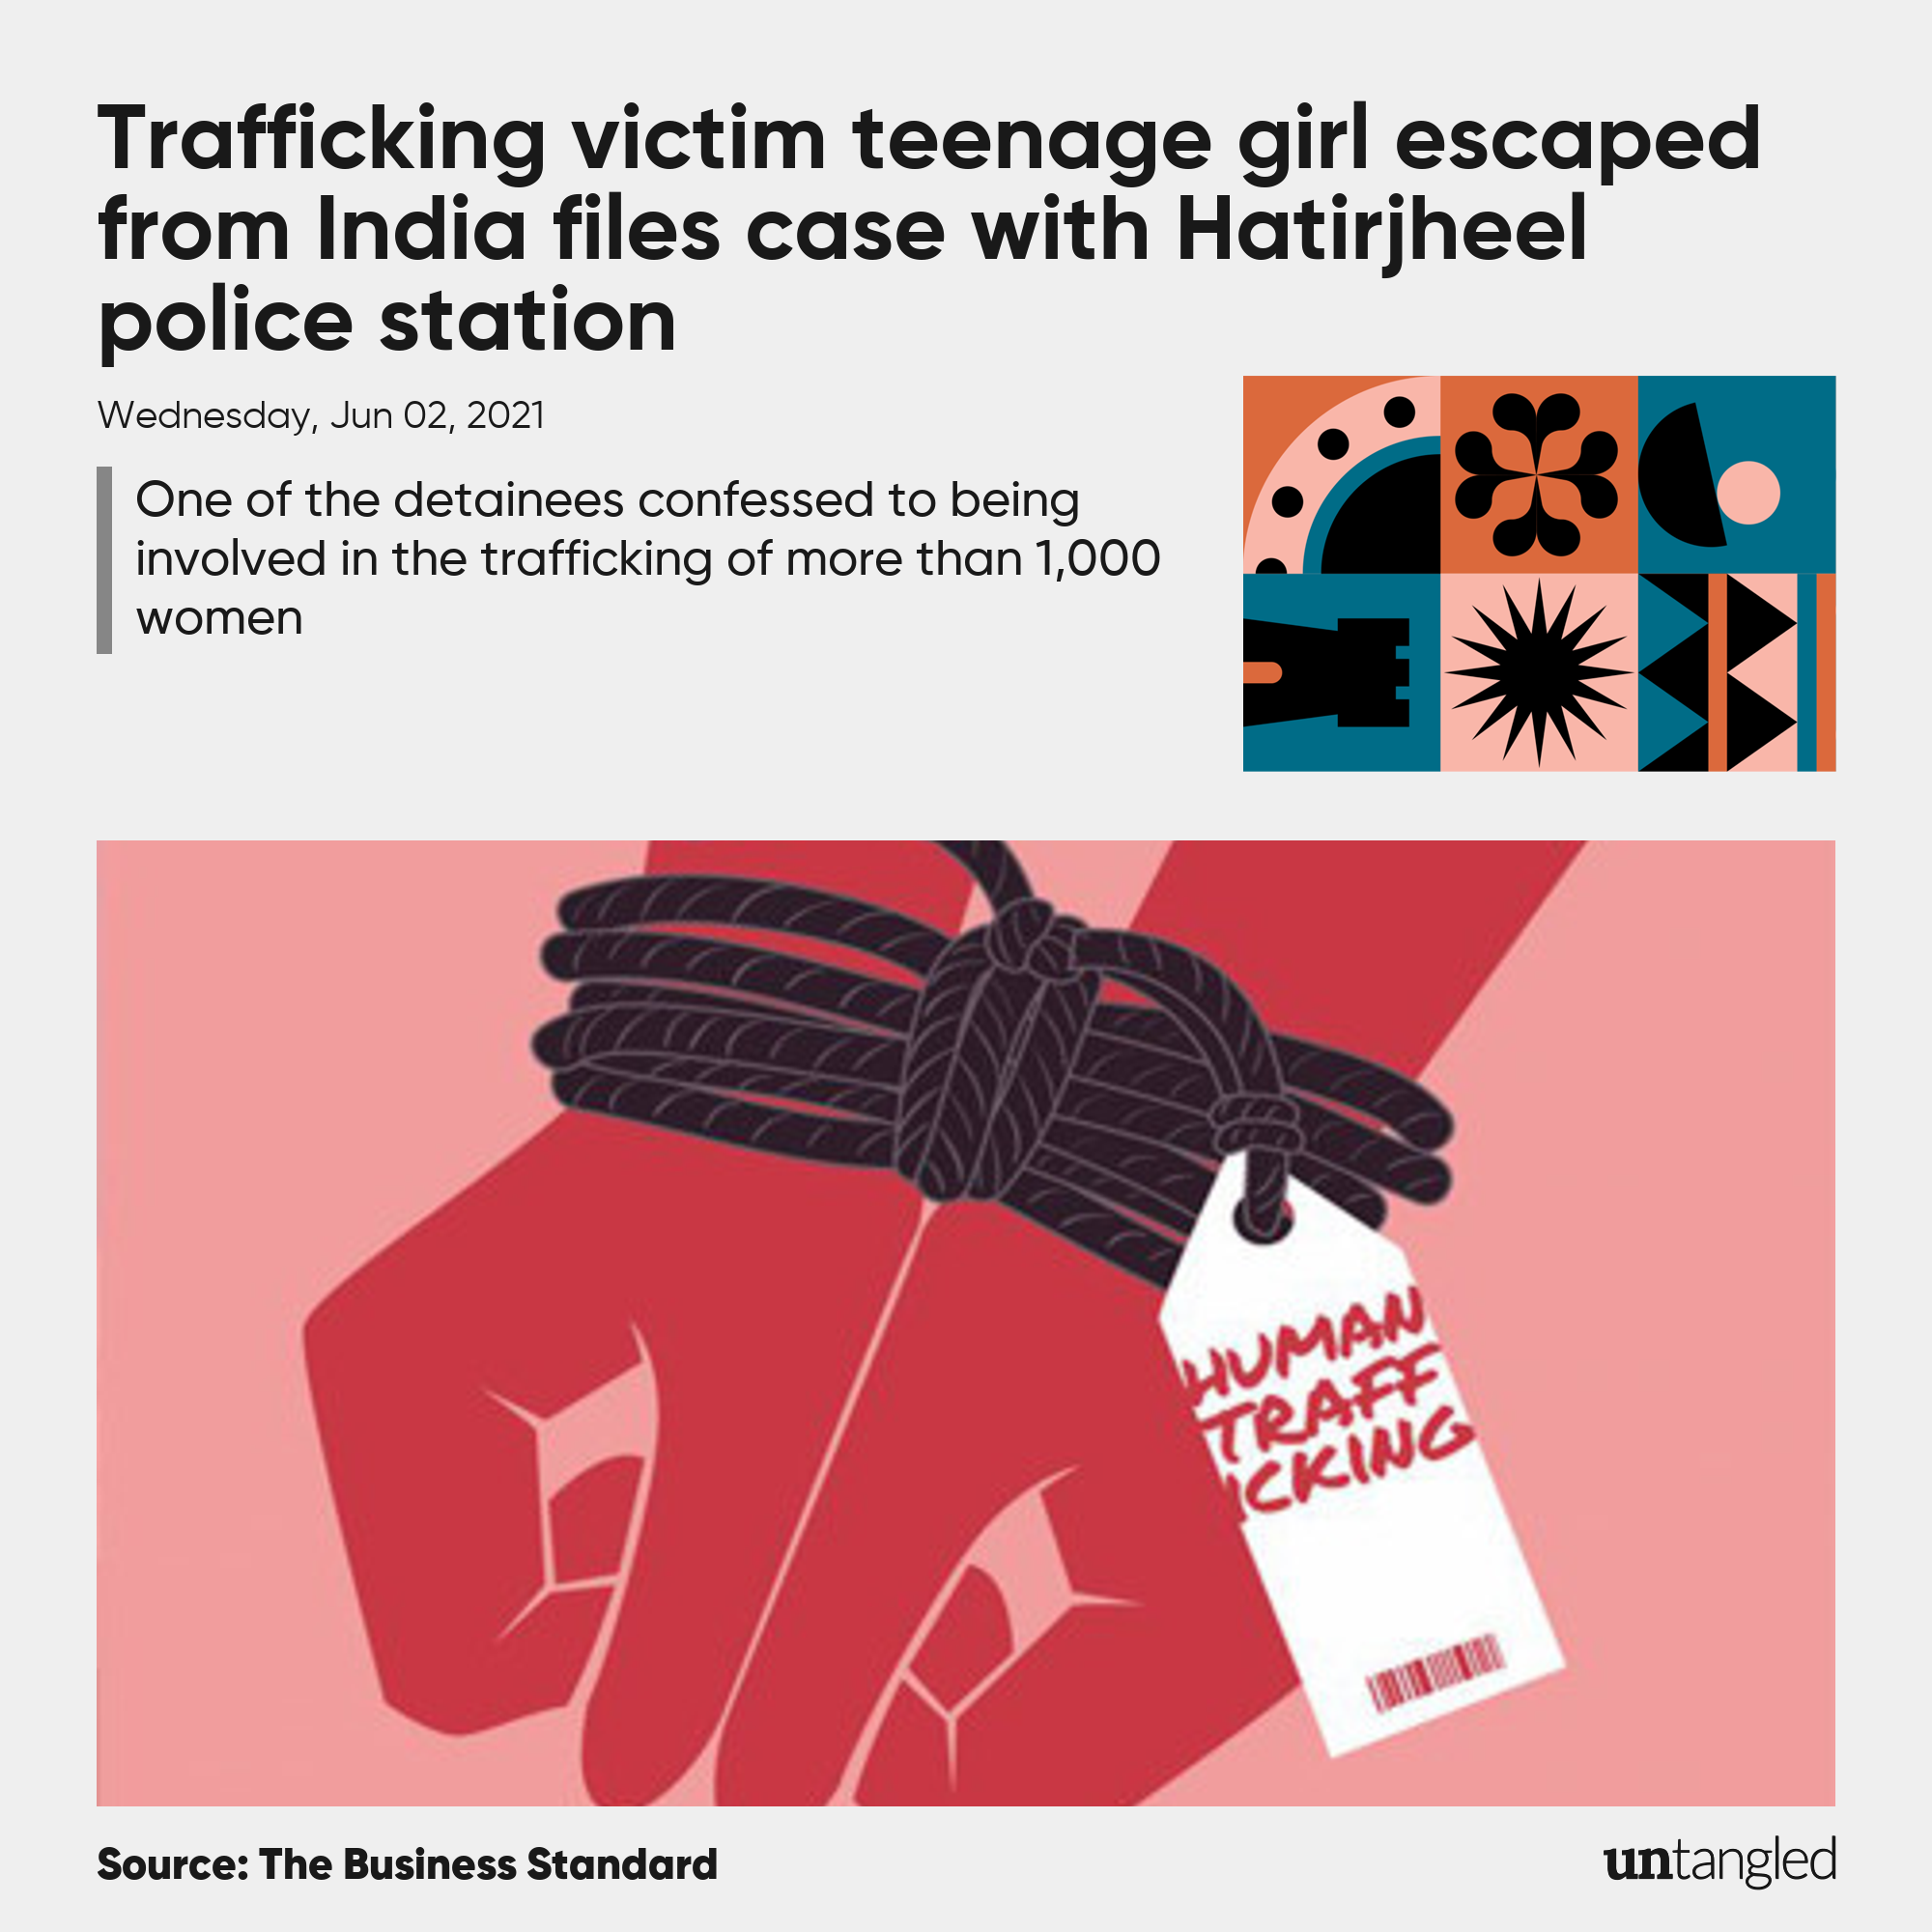 Trafficking victim teenage girl escaped
from India files case with Hatirjheel
police station
Wednesday, Jun 02, 2021
One of the detainees confessed to being
involved in the trafficking of more than 1,000
women
HUMAN
TRAFF
ICKING
Source: The Business Standard
untangled